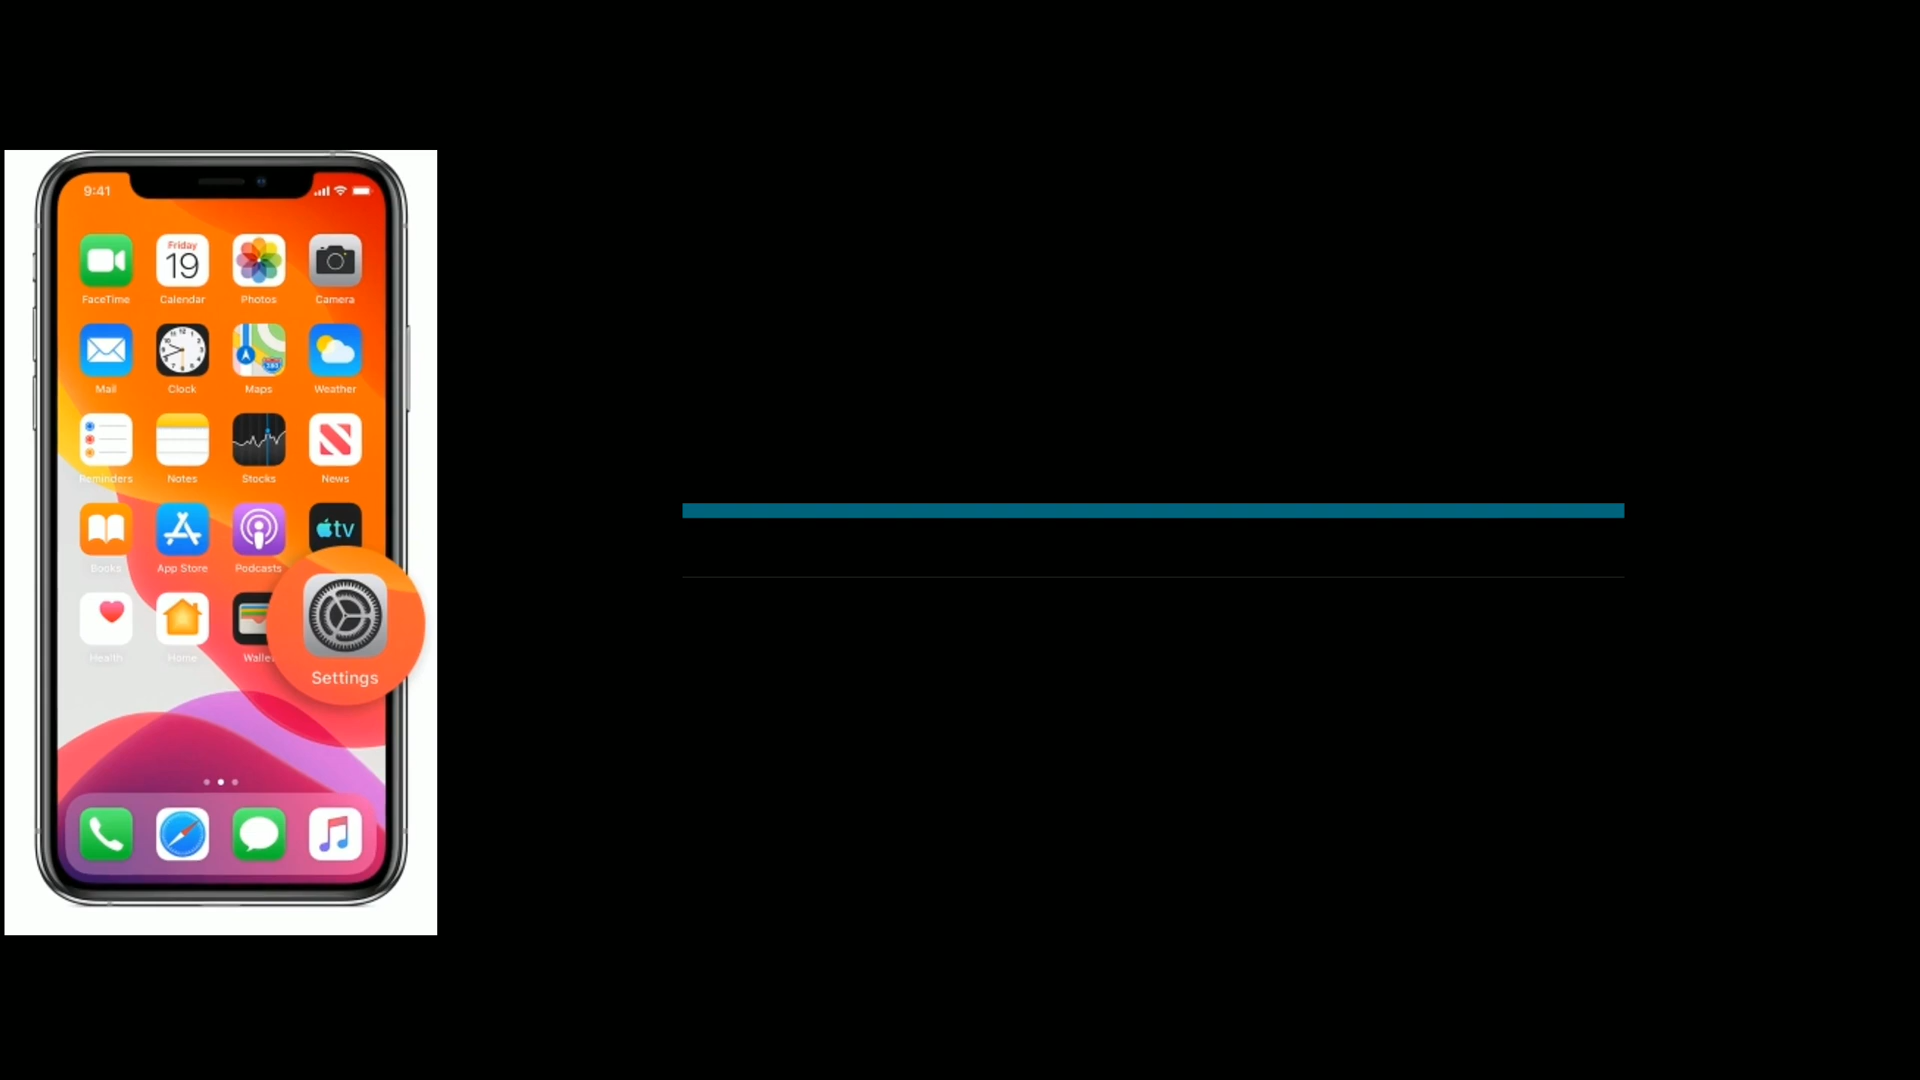 9:41
Friday
19
FaceTime Calendar Photos Camera
Mail Clock Maps Weather
Reminders Notes Stocks News
tv
Books App Store Podcasts
Health Home Walle
Settings